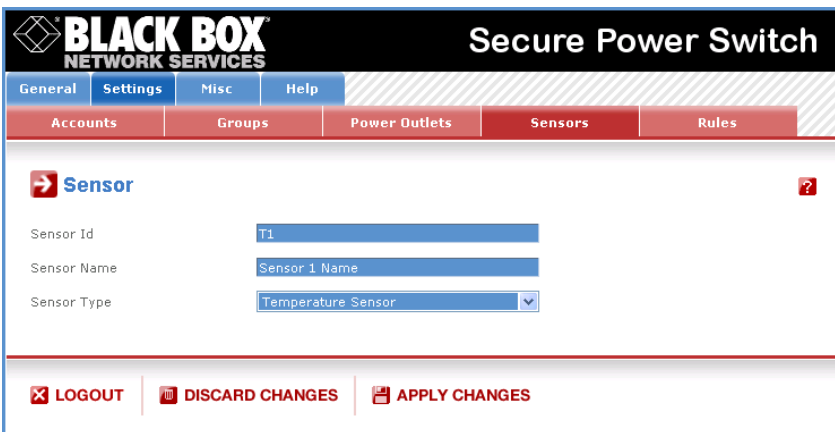 BLACK BOX
NETWORK SERVICES
Secure Power Switch
General Settings Misc Help
Accounts Groups Power Outlets Sensors Rules
Sensor ?
Sensor Id T1
Sensor Name Sensor 1 Name
Sensor Type Temperature Sensor
LOGOUT DISCARD CHANGES APPLY CHANGES